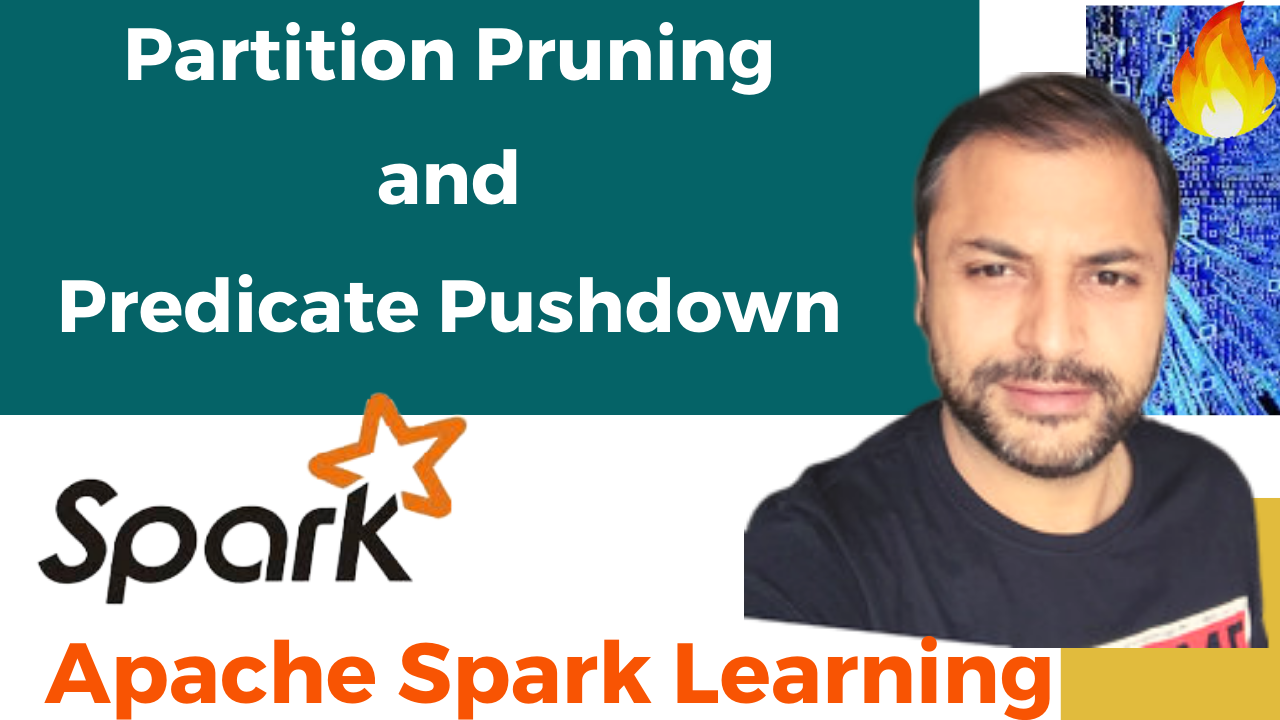 Partition Pruning
and
Predicate Pushdown
Spark
Apache Spark Learning